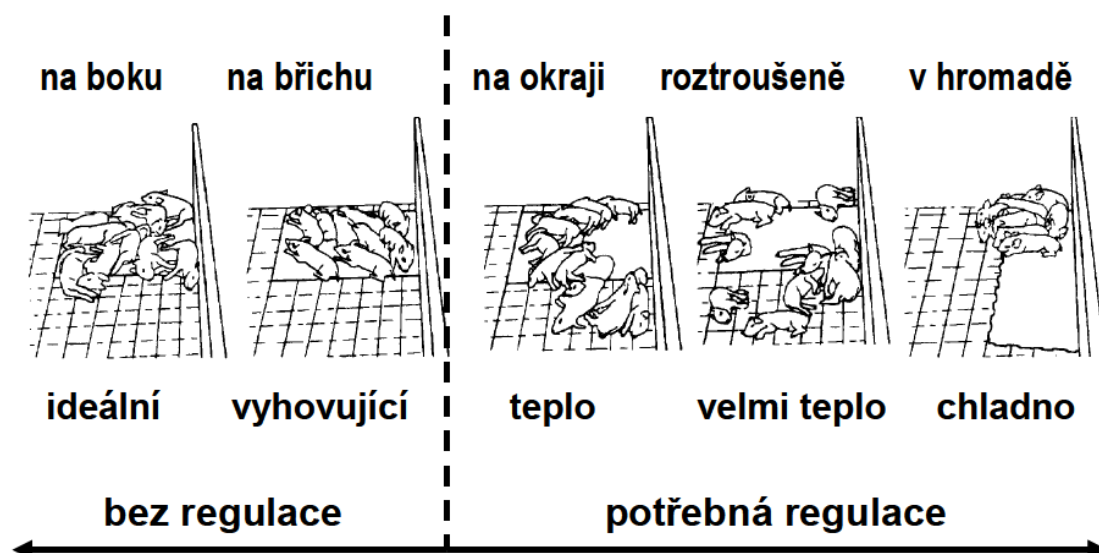 na boku na břichu na okraji roztroušeně v hromadě
ideální vyhovující teplo velmi teplo chladno
bez regulace potřebná regulace